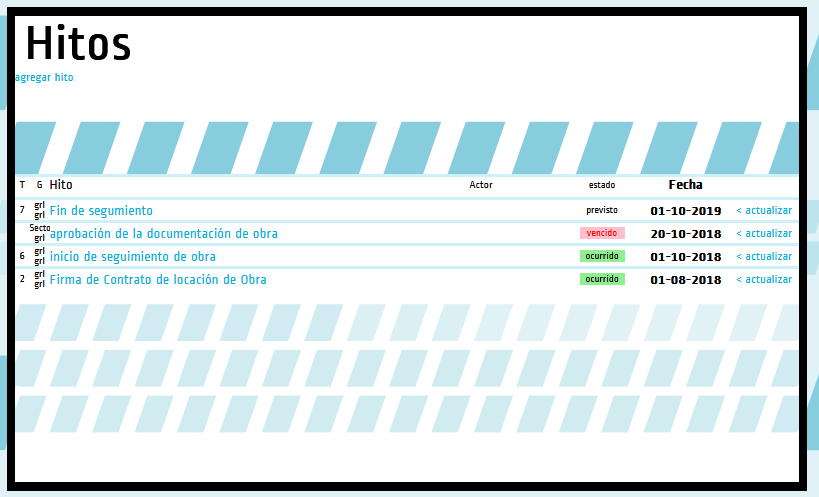 Hitos
agregar hito
T G Hito Actor estado Fecha
7 grl grl Fin de segumiento previsto 01-10-2019 < actualizar
Secto grl aprobación de la documentación de obra vencido 20-10-2018 < actualizar
6 grl grl inicio de seguimiento de obra ocurrido 01-10-2018 < actualizar
2 grl grl Firma de Contrato de locación de Obra ocurrido 01-08-2018 < actualizar